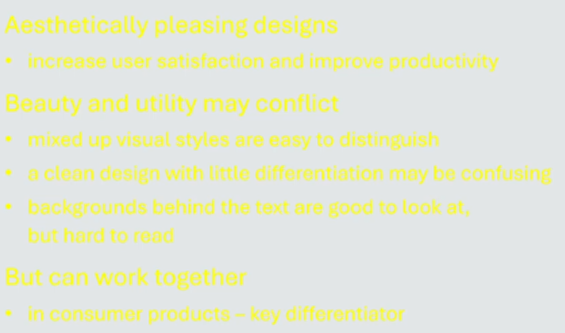 Aesthetically pleasing designs
• increase user satisfaction and improve productivity
Beauty and utility may conflict
• mixed up visual styles are easy to distinguish
• a clean design with little differentiation may be confusing
• backgrounds behind the text are good to look at,
but hard to read
But can work together
• in consumer products – key differentiator